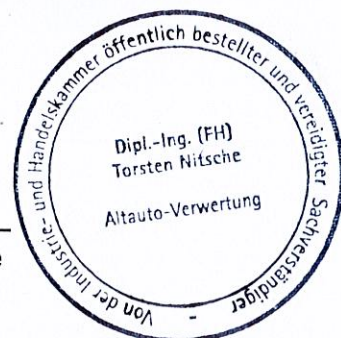 Von der Industrie- und Handelskammer öffentlich bestellter und vereidigter Sachverständiger -
Dipl.-Ing. (FH)
Torsten Nitsche
Altauto-Verwertung
e